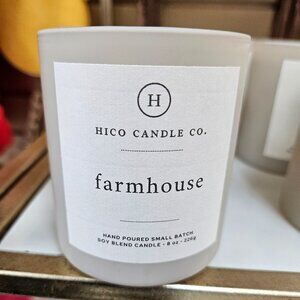 H
HICO CANDLE CO.
farmhouse
HAND POURED SMALL BATCH
SOY BLEND CANDLE - 8 oz - 226g